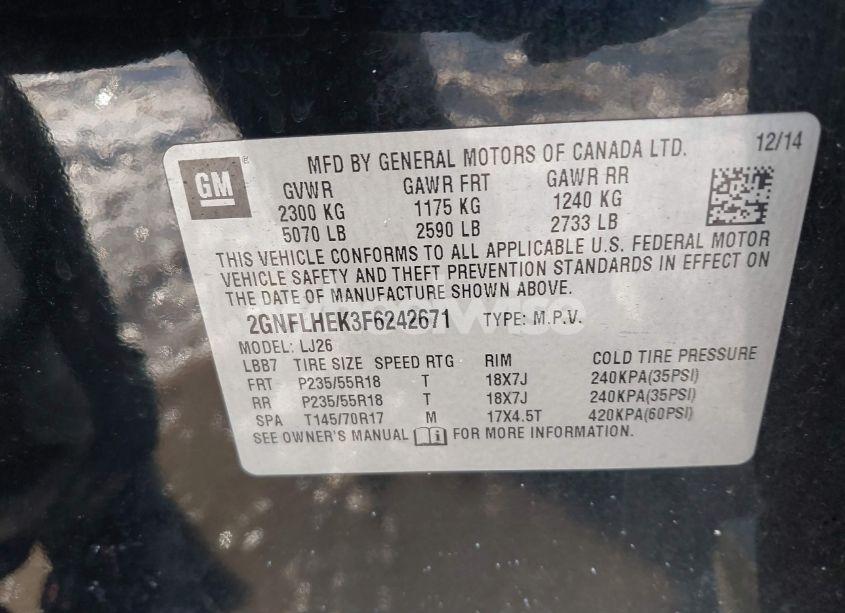 GM
MFD BY GENERAL MOTORS OF CANADA LTD. 12/14
GVWR GAWR FRT GAWR RR
2300 KG 1175 KG 1240 KG
5070 LB 2590 LB 2733 LB
THIS VEHICLE CONFORMS TO ALL APPLICABLE U.S. FEDERAL MOTOR
VEHICLE SAFETY AND THEFT PREVENTION STANDARDS IN EFFECT ON
THE DATE OF MANUFACTURE SHOWN ABOVE.
2GNFLHEK3F6242671 TYPE: M.P.V.
MODEL: LJ26
LBB7 TIRE SIZE SPEED RTG RIM COLD TIRE PRESSURE
FRT P235/55R18 T 18X7J 240KPA(35PSI)
RR P235/55R18 T 18X7J 240KPA(35PSI)
SPA T145/70R17 M 17X4.5T 420KPA(60PSI)
SEE OWNER'S MANUAL FOR MORE INFORMATION.